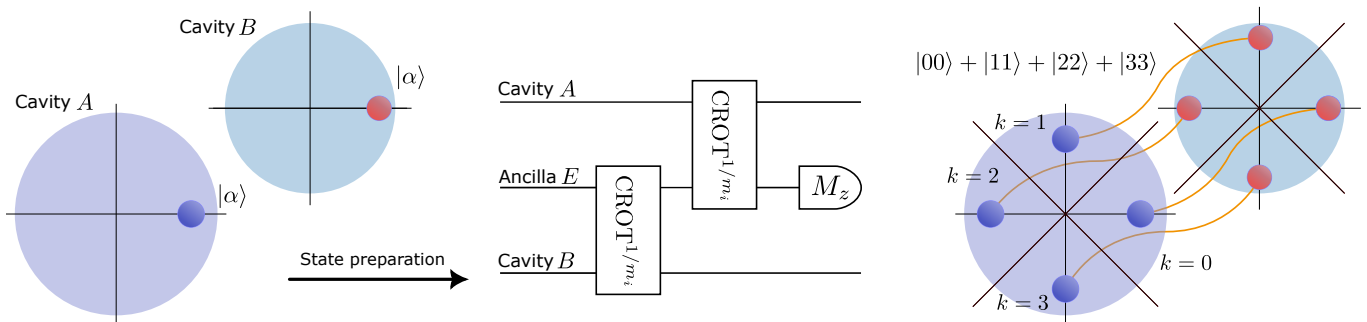 Cavity B
|α⟩
Cavity A
|α⟩
State preparation
Cavity A
CROT^{1/m_i}
Ancilla E
M_z
CROT^{1/m_i}
Cavity B
|00⟩ + |11⟩ + |22⟩ + |33⟩
k = 1
k = 2
k = 0
k = 3